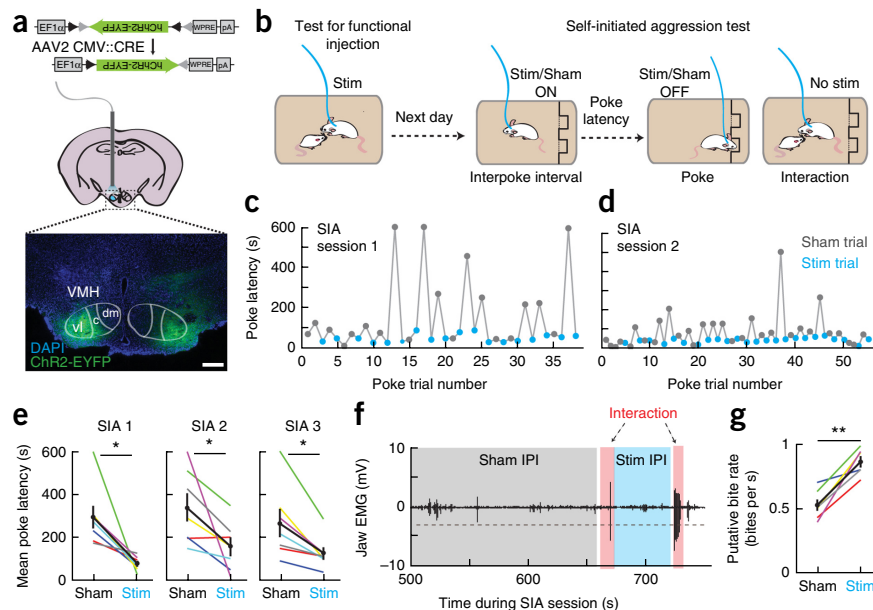 a
EF1α hChR2-EYFP WPRE pA
AAV2 CMV::CRE
EF1α hChR2-EYFP WPRE pA
VMH
vl c dm
DAPI
ChR2-EYFP
b
Test for functional injection
Self-initiated aggression test
Stim
Next day
Stim/Sham ON
Poke latency
Stim/Sham OFF
No stim
Interpoke interval
Poke
Interaction
c
SIA session 1
Poke latency (s)
600
400
200
0
0 5 10 15 20 25 30 35
Poke trial number
d
SIA session 2
Sham trial
Stim trial
0 10 20 30 40 50
Poke trial number
e
SIA 1
SIA 2
SIA 3
*
*
*
Mean poke latency (s)
600
400
200
0
Sham Stim
Sham Stim
Sham Stim
f
Interaction
Sham IPI
Stim IPI
Jaw EMG (mV)
10
0
−10
500 600 700
Time during SIA session (s)
g
**
Putative bite rate (bites per s)
1
0.5
0
Sham Stim